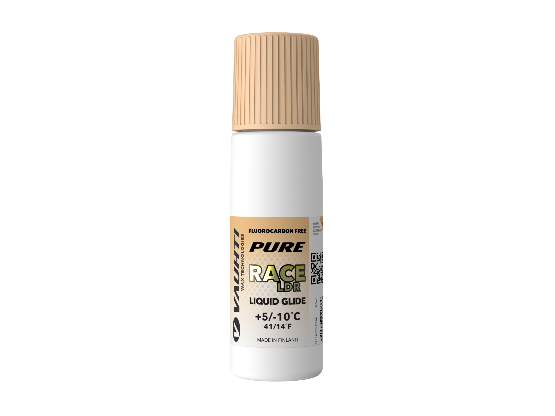 FLUOROCARBON FREE
PURE
RACE
LDR
LIQUID GLIDE
+5/-10°C
41/14°F
MADE IN FINLAND
VAUHTI
WAX TECHNOLOGIES